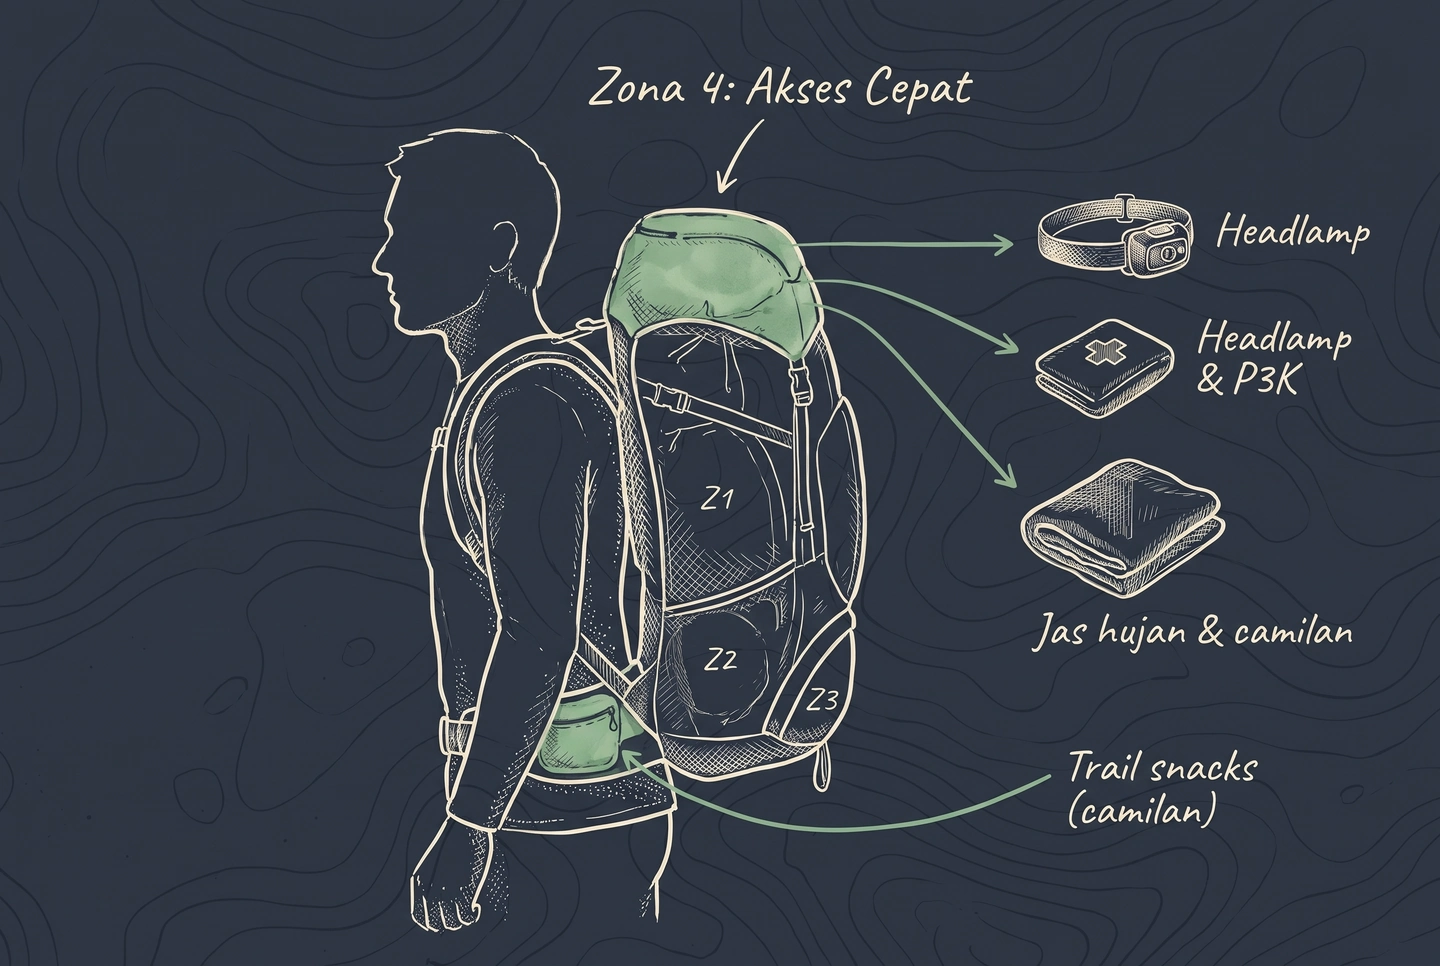 Zona 4: Akses Cepat
Headlamp
Headlamp
& P3K
Z1
Jas hujan & camilan
Z2
Z3
Trail snacks
(camilan)